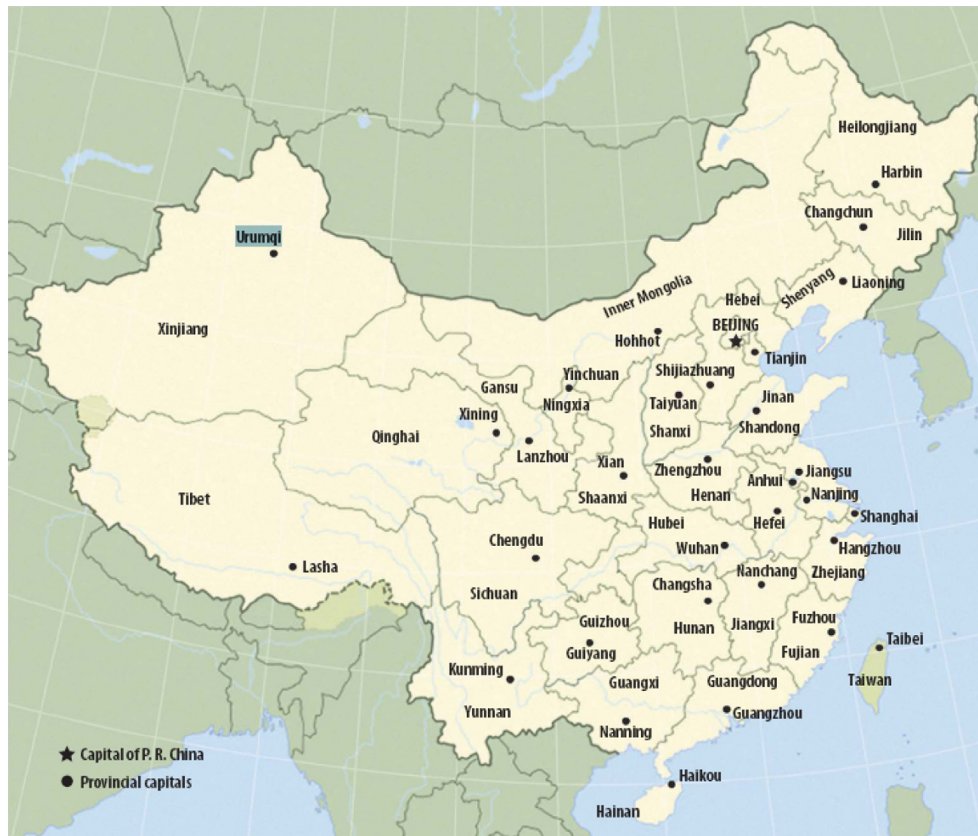 Heilongjiang
Harbin
Changchun
Jilin
Urumqi
Shenyang
Liaoning
Inner Mongolia
Hebei
Xinjiang
BEIJING
Hohhot
Tianjin
Yinchuan
Shijiazhuang
Gansu
Ningxia
Taiyuan
Jinan
Xining
Shandong
Qinghai
Shanxi
Lanzhou
Xian
Zhengzhou
Jiangsu
Anhui
Tibet
Shaanxi
Henan
Nanjing
Shanghai
Hubei
Hefei
Chengdu
Wuhan
Hangzhou
Lasha
Nanchang
Zhejiang
Changsha
Sichuan
Guizhou
Fuzhou
Hunan
Jiangxi
Taibei
Guiyang
Fujian
Kunming
Guangxi
Guangdong
Taiwan
Yunnan
Guangzhou
Nanning
Capital of P. R. China
Haikou
Provincial capitals
Hainan